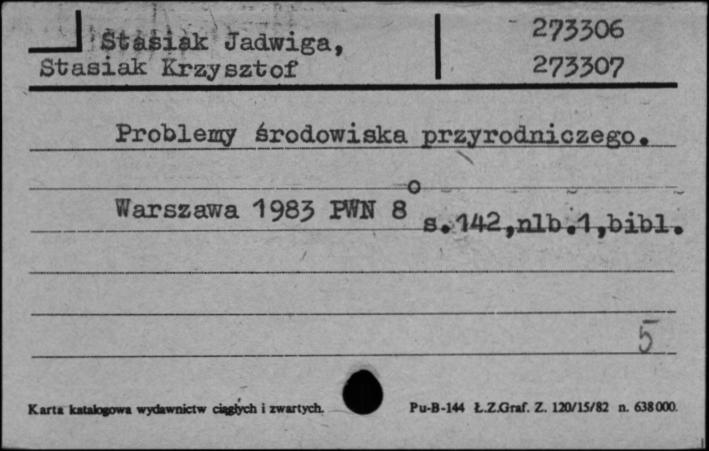 Stasiak Jadwiga, 273306
Stasiak Krzysztof 273307
Problemy środowiska przyrodniczego.
Warszawa 1983 PWN 8° s.142,nlb.1,bibl.
5
Karta katalogowa wydawnictw ciągłych i zwartych. Pu-B-144 Ł.Z.Graf. Z. 120/15/82 n. 638000.